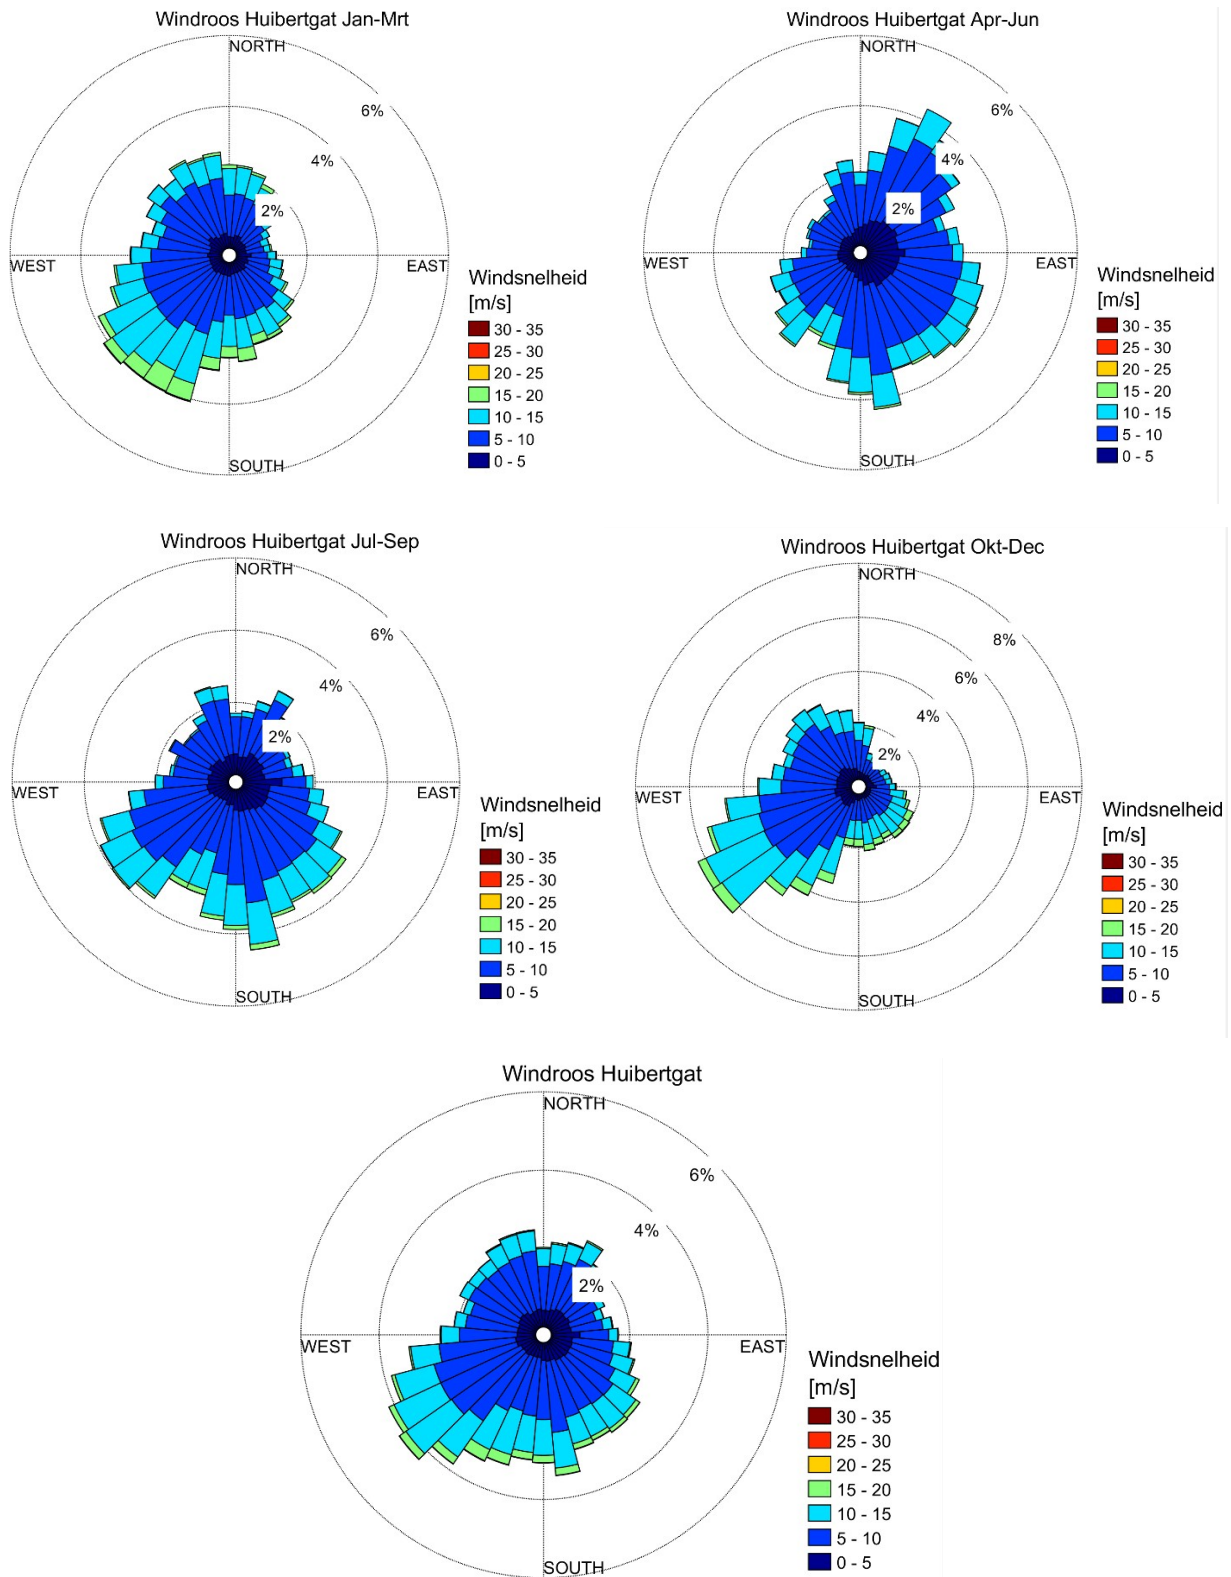 Windroos Huibertgat Jan-Mrt
NORTH
6%
4%
2%
WEST
EAST
SOUTH
Windsnelheid
[m/s]
30 - 35
25 - 30
20 - 25
15 - 20
10 - 15
5 - 10
0 - 5
Windroos Huibertgat Apr-Jun
NORTH
6%
4%
2%
WEST
EAST
SOUTH
Windsnelheid
[m/s]
30 - 35
25 - 30
20 - 25
15 - 20
10 - 15
5 - 10
0 - 5
Windroos Huibertgat Jul-Sep
NORTH
6%
4%
2%
WEST
EAST
SOUTH
Windsnelheid
[m/s]
30 - 35
25 - 30
20 - 25
15 - 20
10 - 15
5 - 10
0 - 5
Windroos Huibertgat Okt-Dec
NORTH
8%
6%
4%
2%
WEST
EAST
SOUTH
Windsnelheid
[m/s]
30 - 35
25 - 30
20 - 25
15 - 20
10 - 15
5 - 10
0 - 5
Windroos Huibertgat
NORTH
6%
4%
2%
WEST
EAST
SOUTH
Windsnelheid
[m/s]
30 - 35
25 - 30
20 - 25
15 - 20
10 - 15
5 - 10
0 - 5